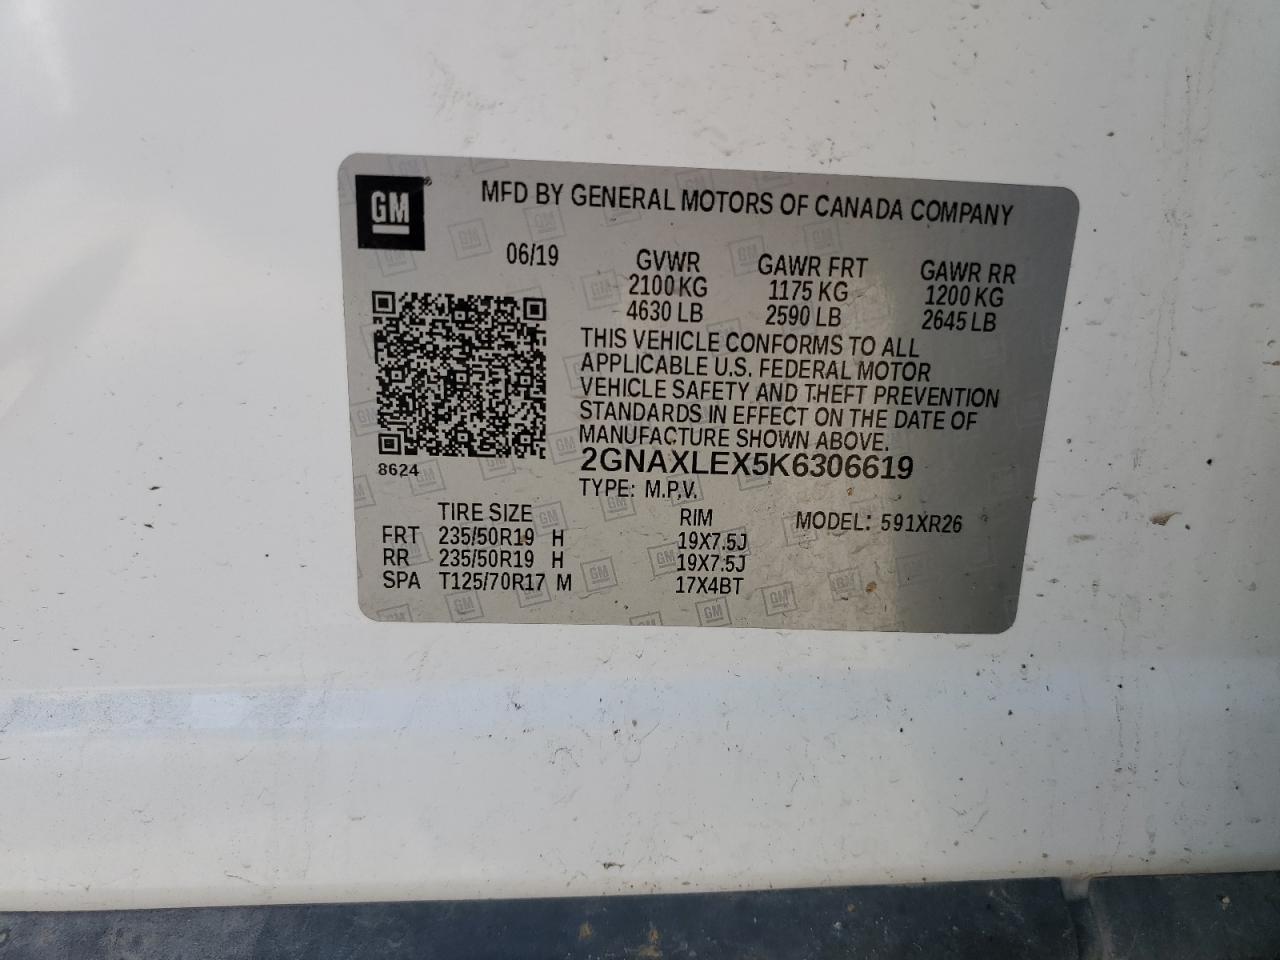 GM
MFD BY GENERAL MOTORS OF CANADA COMPANY
06/19
GVWR
2100 KG
4630 LB
GAWR FRT
1175 KG
2590 LB
GAWR RR
1200 KG
2645 LB
THIS VEHICLE CONFORMS TO ALL
APPLICABLE U.S. FEDERAL MOTOR
VEHICLE SAFETY AND THEFT PREVENTION
STANDARDS IN EFFECT ON THE DATE OF
MANUFACTURE SHOWN ABOVE.
8624
2GNAXLEX5K6306619
TYPE: M.P.V.
TIRE SIZE RIM MODEL: 591XR26
FRT 235/50R19 H 19X7.5J
RR 235/50R19 H 19X7.5J
SPA T125/70R17 M 17X4BT